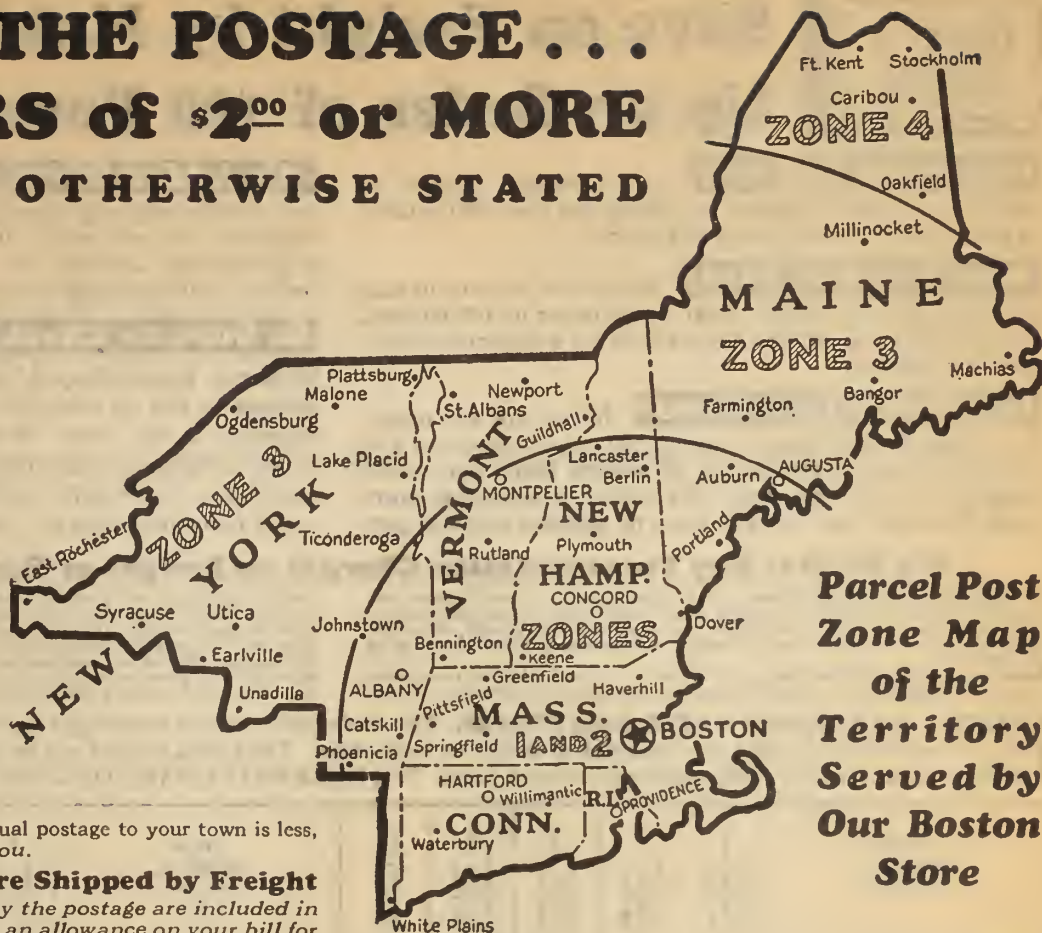 THE POSTAGE...
RS of $2.00 or MORE
OTHERWISE STATED
Ft. Kent
Stockholm
Caribou
ZONE 4
Oakfield
Millinocket
MAINE
ZONE 3
Machias
Bangor
Farmington
Plattsburg
Malone
Newport
St. Albans
Ogdensburg
Guildhall
Lancaster
Berlin
Auburn
AUGUSTA
Lake Placid
MONTPELIER
ZONE 3
NEW YORK
VERMONT
NEW
HAMP.
Ticonderoga
Rutland
Plymouth
Portland
East Rochester
CONCORD
Syracuse
Utica
Johnstown
Bennington
ZONES
Dover
Keene
Earlville
ALBANY
Greenfield
Haverhill
Unadilla
Pittsfield
MASS.
Catskill
Springfield
1 AND 2
BOSTON
Phoenicia
HARTFORD
Willimantic
R.I.
PROVIDENCE
CONN.
Waterbury
White Plains
Parcel Post
Zone Map
of the
Territory
Served by
Our Boston
Store
ual postage to your town is less,
ou.
re Shipped by Freight
y the postage are included in
an allowance on your bill for